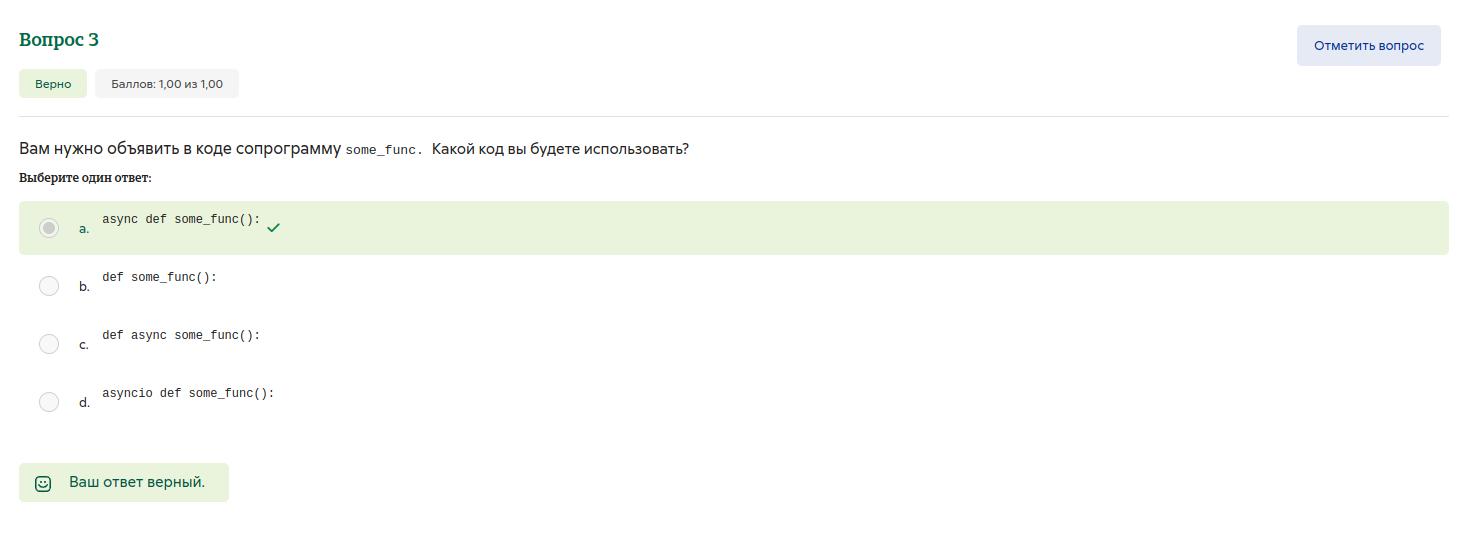 Вопрос 3
Отметить вопрос
Верно
Баллов: 1,00 из 1,00
Вам нужно объявить в коде сопрограмму some_func. Какой код вы будете использовать?
Выберите один ответ:
a. async def some_func():
b. def some_func():
c. def async some_func():
d. asyncio def some_func():
Ваш ответ верный.